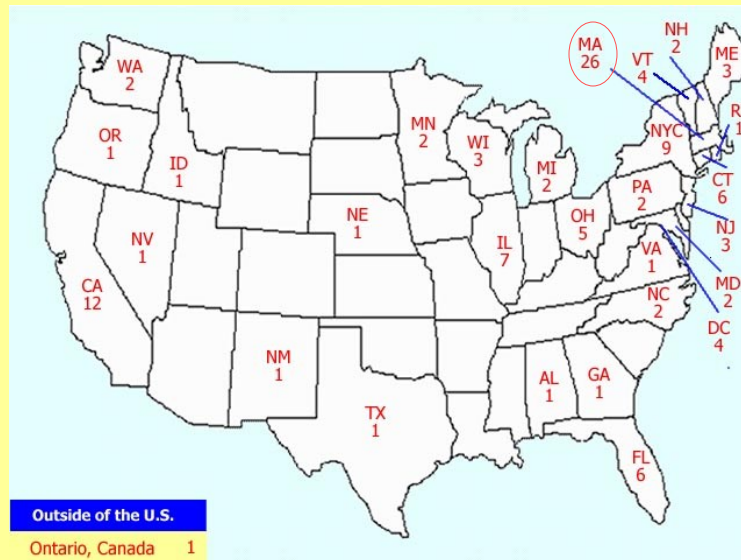 NH
2
MA
26
VT
4
ME
3
WA
2
R
1
OR
1
MN
2
NYC
9
ID
1
WI
3
MI
2
CT
6
PA
2
NE
1
OH
5
NJ
3
NV
1
IL
7
VA
1
CA
12
MD
2
NC
2
DC
4
NM
1
AL
1
GA
1
TX
1
FL
6
Outside of the U.S.
Ontario, Canada 1